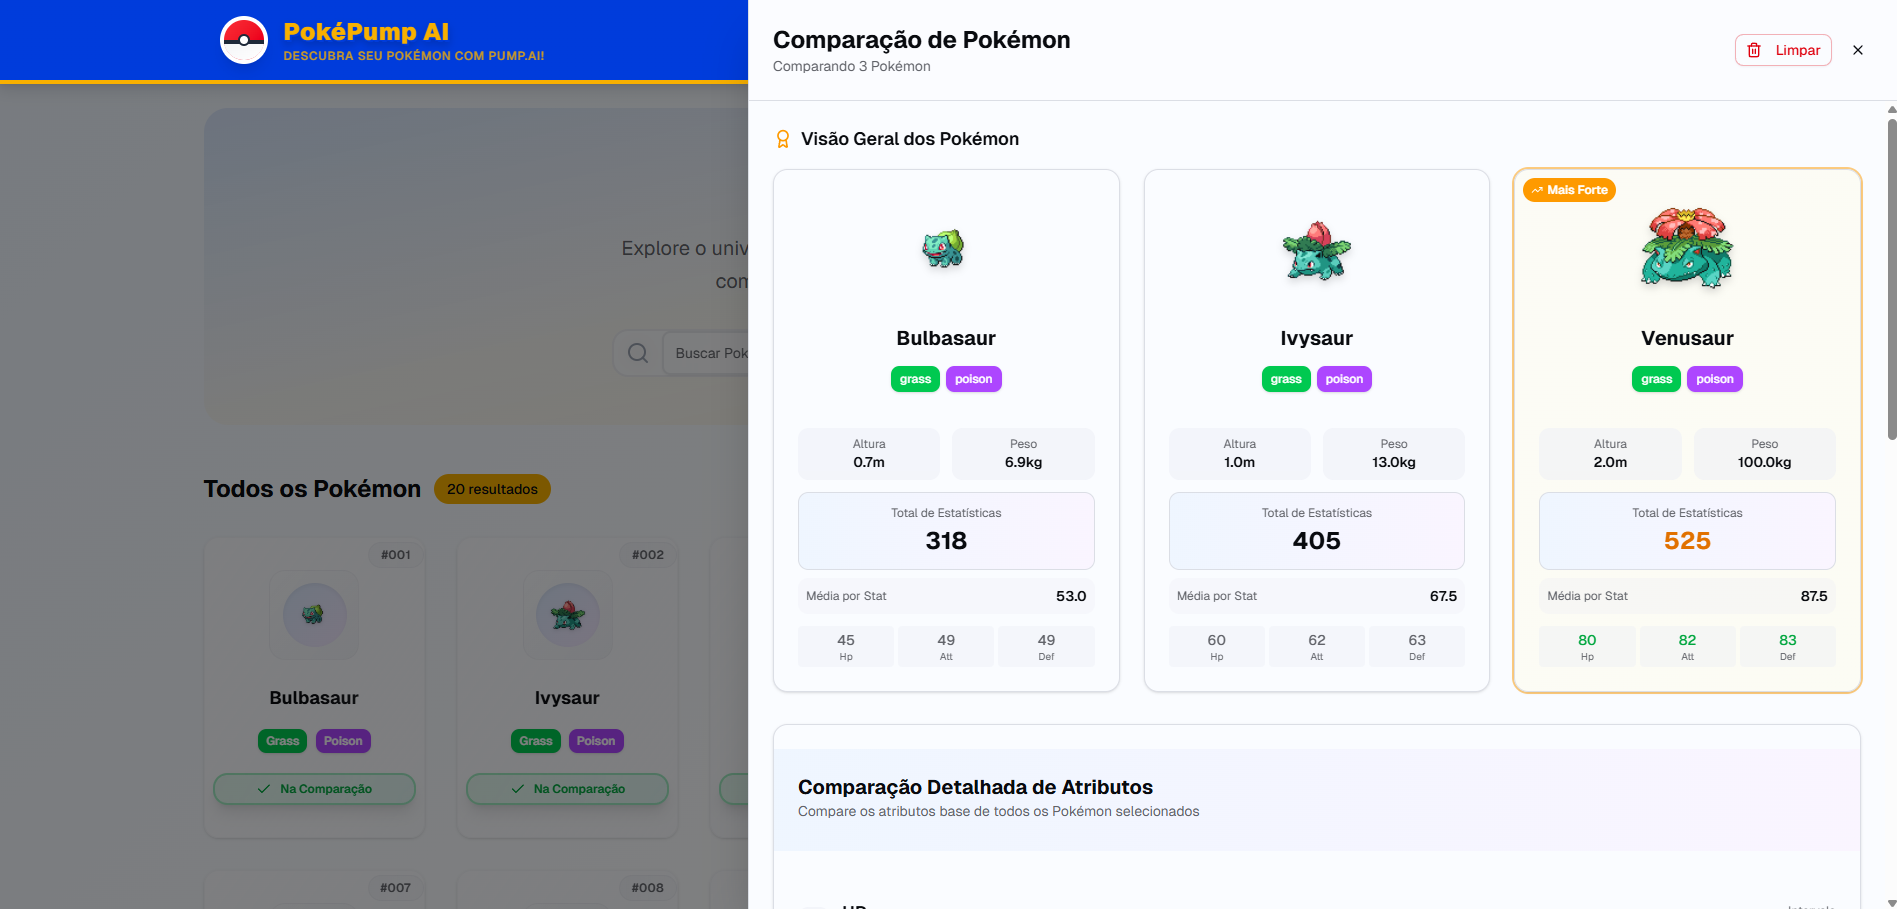 PokéPump AI
DESCUBRA SEU POKÉMON COM PUMP.AI!
Explore o univ
com
Buscar Pok
Todos os Pokémon
20 resultados
#001
Bulbasaur
Grass
Poison
Na Comparação
#002
Ivysaur
Grass
Poison
Na Comparação
#007
#008
Comparação de Pokémon
Comparando 3 Pokémon
Limpar
Visão Geral dos Pokémon
Bulbasaur
grass
poison
Altura
0.7m
Peso
6.9kg
Total de Estatísticas
318
Média por Stat
53.0
45
Hp
49
Att
49
Def
Ivysaur
grass
poison
Altura
1.0m
Peso
13.0kg
Total de Estatísticas
405
Média por Stat
67.5
60
Hp
62
Att
63
Def
Mais Forte
Venusaur
grass
poison
Altura
2.0m
Peso
100.0kg
Total de Estatísticas
525
Média por Stat
87.5
80
Hp
82
Att
83
Def
Comparação Detalhada de Atributos
Compare os atributos base de todos os Pokémon selecionados